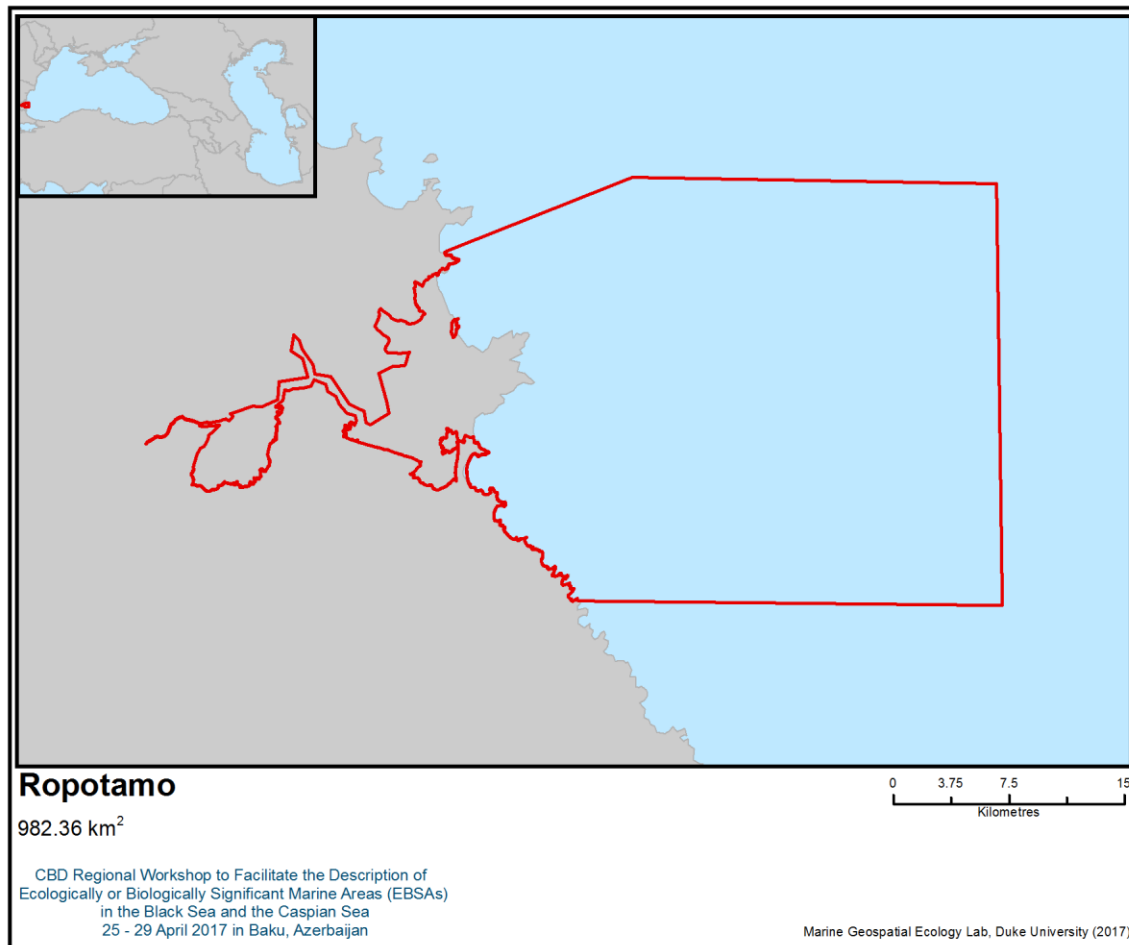 Ropotamo
982.36 km²
0 3.75 7.5 15
Kilometres
CBD Regional Workshop to Facilitate the Description of
Ecologically or Biologically Significant Marine Areas (EBSAs)
in the Black Sea and the Caspian Sea
25 - 29 April 2017 in Baku, Azerbaijan
Marine Geospatial Ecology Lab, Duke University (2017)